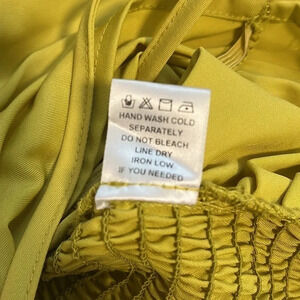 HAND WASH COLD
SEPARATELY
DO NOT BLEACH
LINE DRY
IRON LOW
IF YOU NEEDED